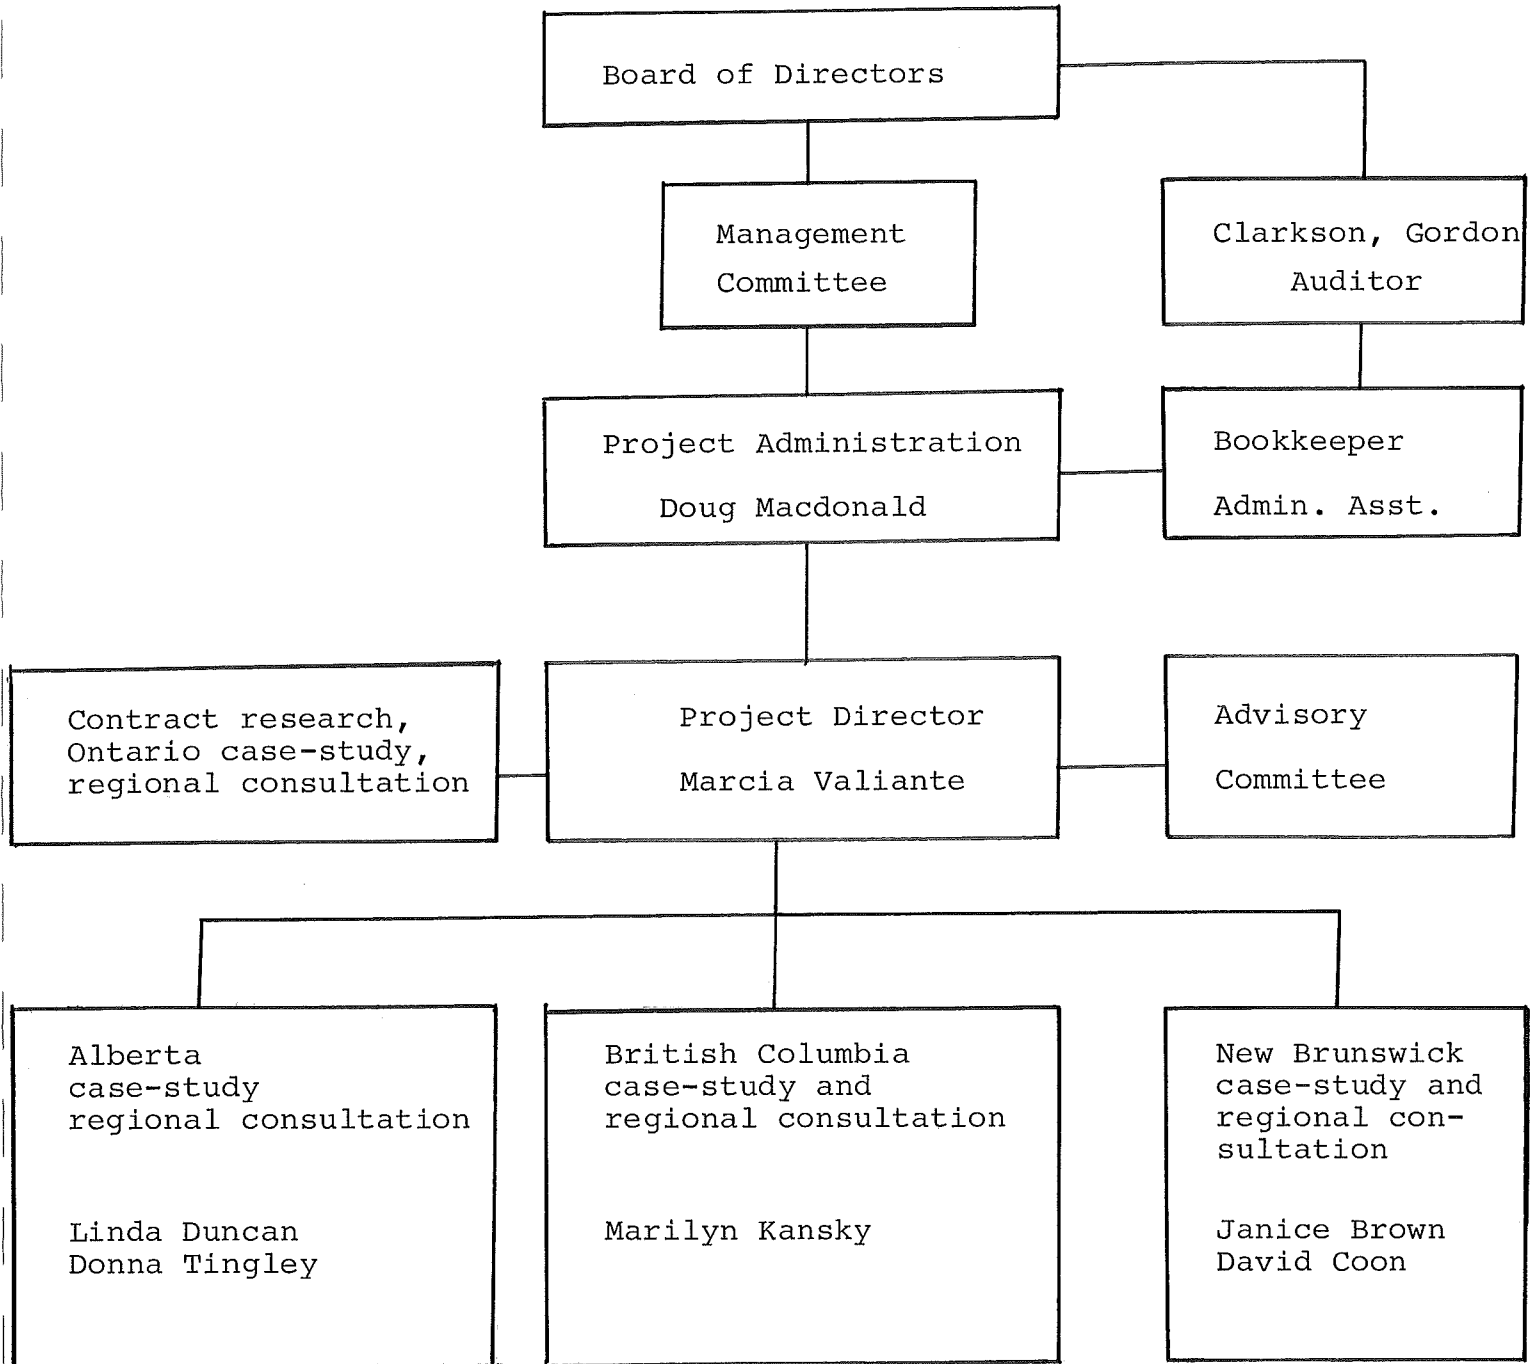 Board of Directors
Management
Committee
Clarkson, Gordon
Auditor
Project Administration
Doug Macdonald
Bookkeeper
Admin. Asst.
Contract research,
Ontario case-study,
regional consultation
Project Director
Marcia Valiante
Advisory
Committee
Alberta
case-study
regional consultation
Linda Duncan
Donna Tingley
British Columbia
case-study and
regional consultation
Marilyn Kansky
New Brunswick
case-study and
regional con-
sultation
Janice Brown
David Coon